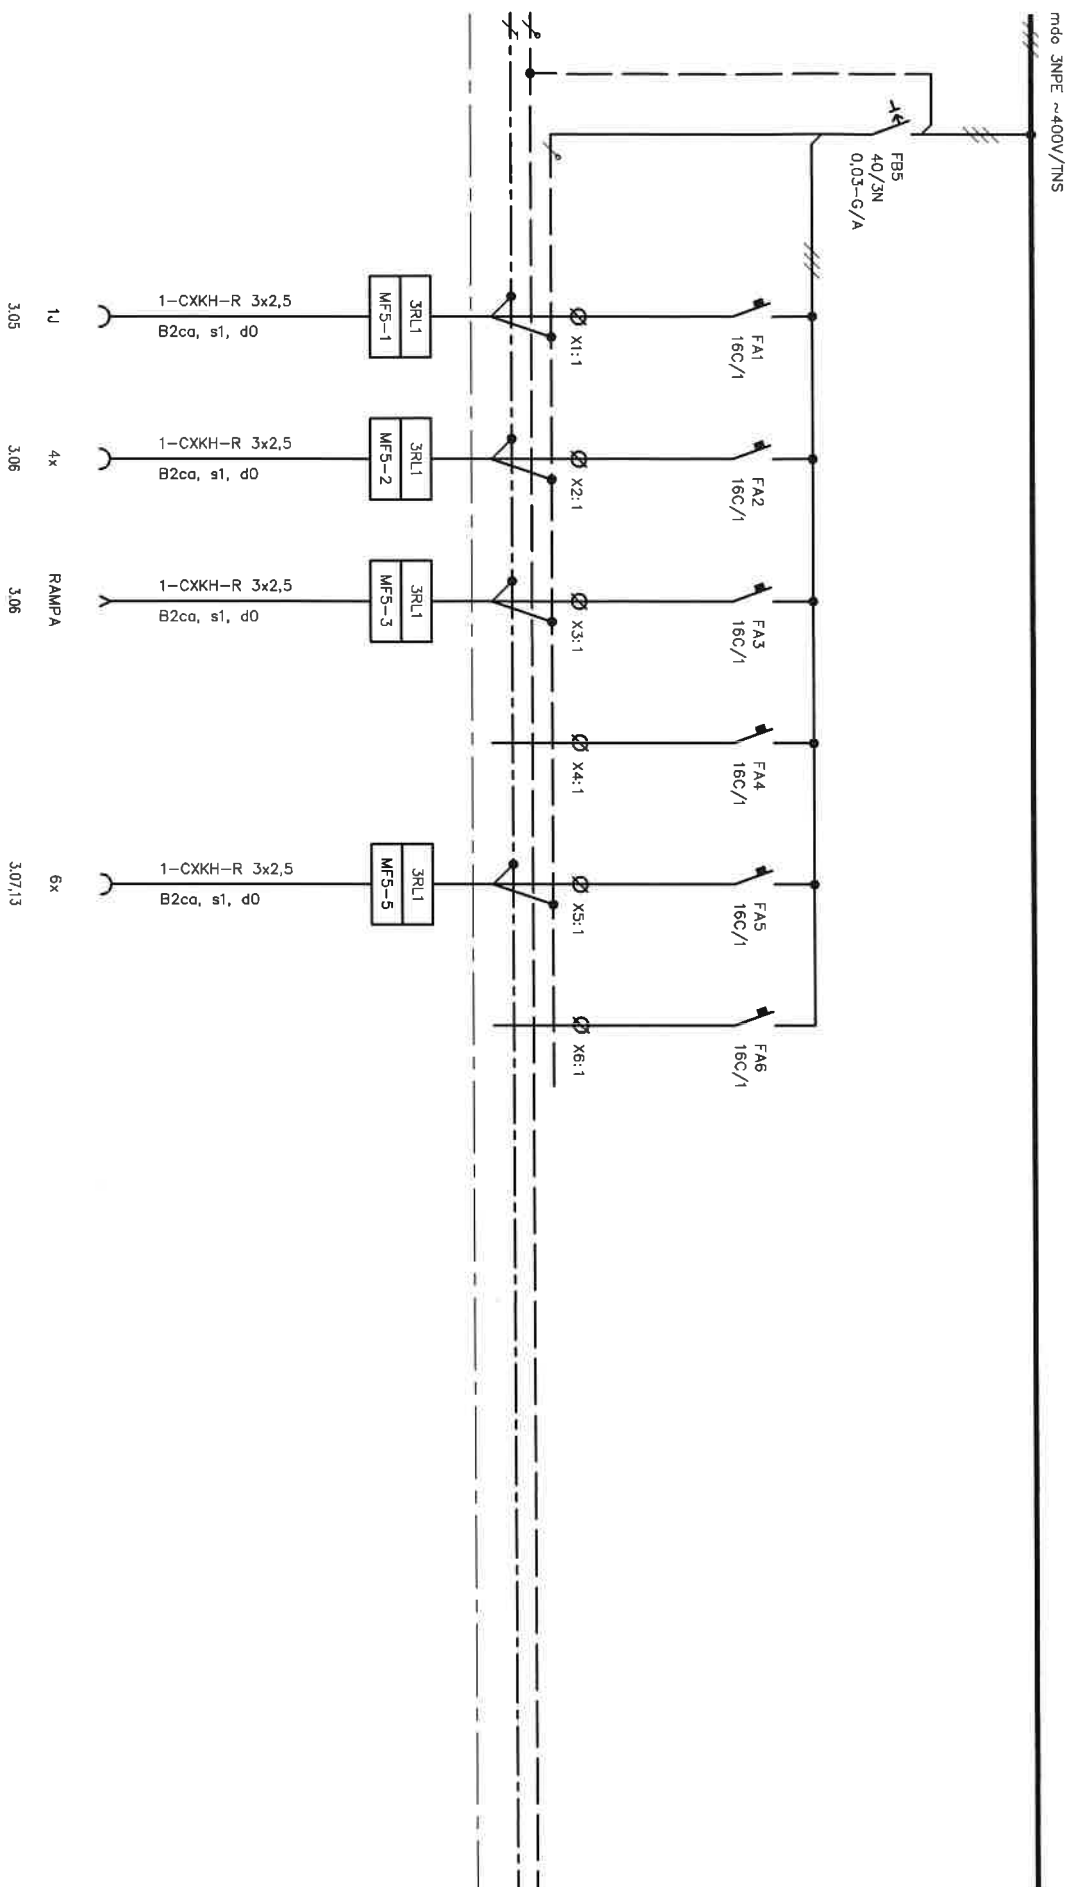 mdo 3NPE ~400V/TNS
FB5
40/3N
0,03-G/A
FA1
16C/1
FA2
16C/1
FA3
16C/1
FA4
16C/1
FA5
16C/1
FA6
16C/1
X1:1
X2:1
X3:1
X4:1
X5:1
X6:1
3RL1
MF5-1
3RL1
MF5-2
3RL1
MF5-3
3RL1
MF5-5
1-CXKH-R 3x2,5
B2ca, s1, d0
1-CXKH-R 3x2,5
B2ca, s1, d0
1-CXKH-R 3x2,5
B2ca, s1, d0
1-CXKH-R 3x2,5
B2ca, s1, d0
1J
4x
RAMPA
6x
3.05
3.06
3.06
3.07,13